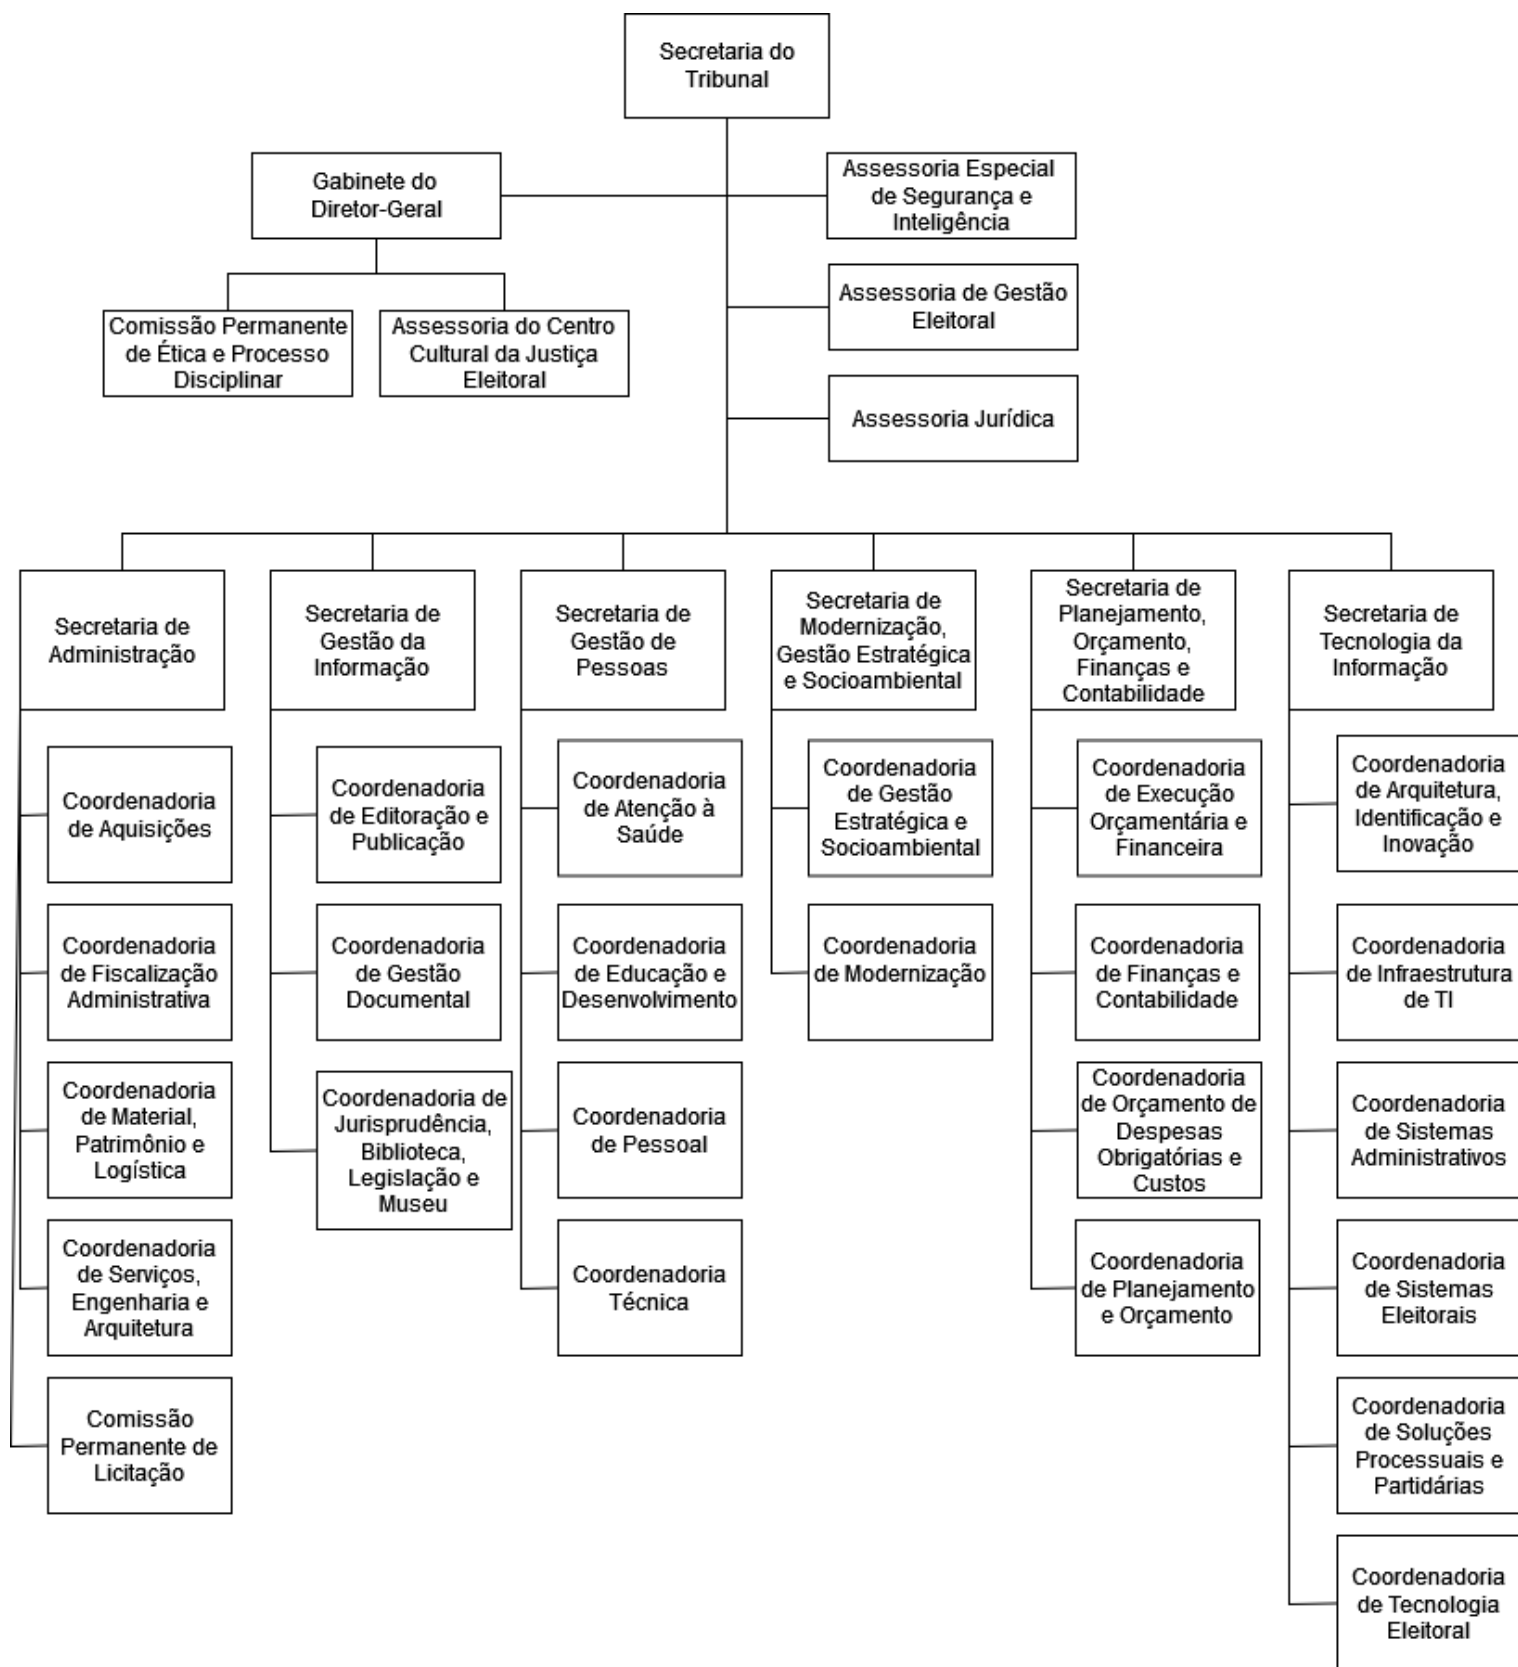 Secretaria do
Tribunal
Gabinete do
Diretor-Geral
Assessoria Especial
de Segurança e
Inteligência
Comissão Permanente
de Ética e Processo
Disciplinar
Assessoria do Centro
Cultural da Justiça
Eleitoral
Assessoria de Gestão
Eleitoral
Assessoria Jurídica
Secretaria de
Administração
Secretaria de
Gestão da
Informação
Secretaria de
Gestão de
Pessoas
Secretaria de
Modernização,
Gestão Estratégica
e Socioambiental
Secretaria de
Planejamento,
Orçamento,
Finanças e
Contabilidade
Secretaria de
Tecnologia da
Informação
Coordenadoria
de Aquisições
Coordenadoria
de Editoração e
Publicação
Coordenadoria
de Atenção à
Saúde
Coordenadoria
de Gestão
Estratégica e
Socioambiental
Coordenadoria
de Execução
Orçamentária e
Financeira
Coordenadoria
de Arquitetura,
Identificação e
Inovação
Coordenadoria
de Fiscalização
Administrativa
Coordenadoria
de Gestão
Documental
Coordenadoria
de Educação e
Desenvolvimento
Coordenadoria
de Modernização
Coordenadoria
de Finanças e
Contabilidade
Coordenadoria
de Infraestrutura
de TI
Coordenadoria
de Material,
Patrimônio e
Logística
Coordenadoria de
Jurisprudência,
Biblioteca,
Legislação e
Museu
Coordenadoria
de Pessoal
Coordenadoria
de Orçamento de
Despesas
Obrigatórias e
Custos
Coordenadoria
de Sistemas
Administrativos
Coordenadoria
de Serviços,
Engenharia e
Arquitetura
Coordenadoria
Técnica
Coordenadoria
de Planejamento
e Orçamento
Coordenadoria
de Sistemas
Eleitorais
Comissão
Permanente de
Licitação
Coordenadoria
de Soluções
Processuais e
Partidárias
Coordenadoria
de Tecnologia
Eleitoral